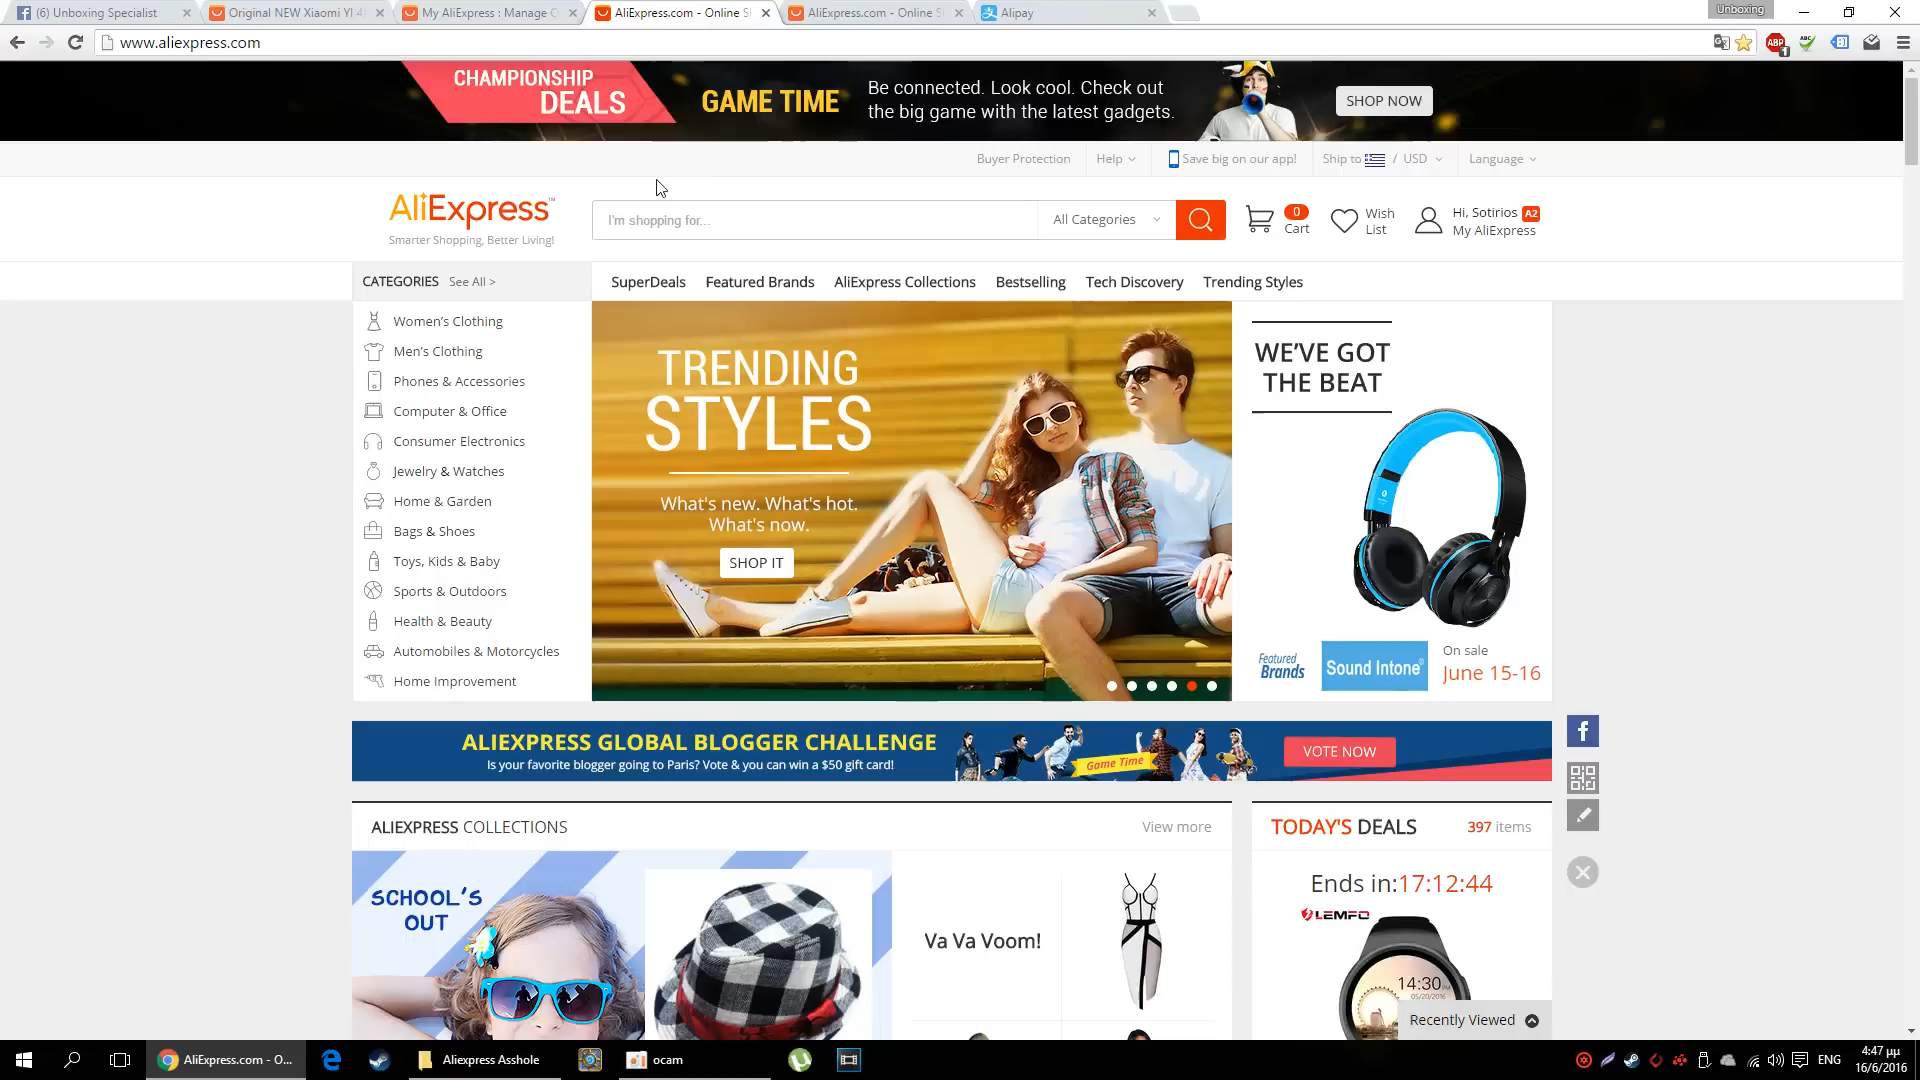 (6) Unboxing Specialist
Original NEW Xiaomi YI 4
My AliExpress : Manage O
AliExpress.com - Online S
AliExpress.com - Online S
Alipay
Unboxing
www.aliexpress.com
CHAMPIONSHIP
DEALS
GAME TIME
Be connected. Look cool. Check out
the big game with the latest gadgets.
SHOP NOW
Buyer Protection
Help
Save big on our app!
Ship to / USD
Language
AliExpress™
Smarter Shopping, Better Living!
I'm shopping for...
All Categories
0
Cart
Wish
List
Hi, Sotirios A2
My AliExpress
CATEGORIES See All >
SuperDeals
Featured Brands
AliExpress Collections
Bestselling
Tech Discovery
Trending Styles
Women's Clothing
Men's Clothing
Phones & Accessories
Computer & Office
Consumer Electronics
Jewelry & Watches
Home & Garden
Bags & Shoes
Toys, Kids & Baby
Sports & Outdoors
Health & Beauty
Automobiles & Motorcycles
Home Improvement
TRENDING
STYLES
What's new. What's hot.
What's now.
SHOP IT
WE'VE GOT
THE BEAT
Featured
Brands
Sound Intone®
On sale
June 15-16
ALIEXPRESS GLOBAL BLOGGER CHALLENGE
Is your favorite blogger going to Paris? Vote & you can win a $50 gift card!
Game Time
VOTE NOW
ALIEXPRESS COLLECTIONS
View more
TODAY'S DEALS
397 items
SCHOOL'S
OUT
Va Va Voom!
Ends in:17:12:44
LEMFO
14:30
05/20/2016
Recently Viewed
AliExpress.com - O...
Aliexpress Asshole
ocam
ENG
4:47 μμ
16/6/2016